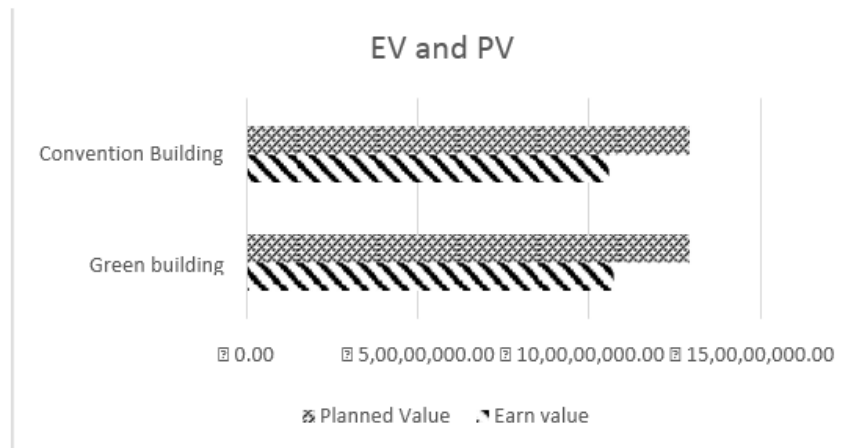 EV and PV
Convention Building
Green building
⍰ 0.00 ⍰ 5,00,00,000.00 ⍰ 10,00,00,000.00 ⍰ 15,00,00,000.00
Planned Value Earn value